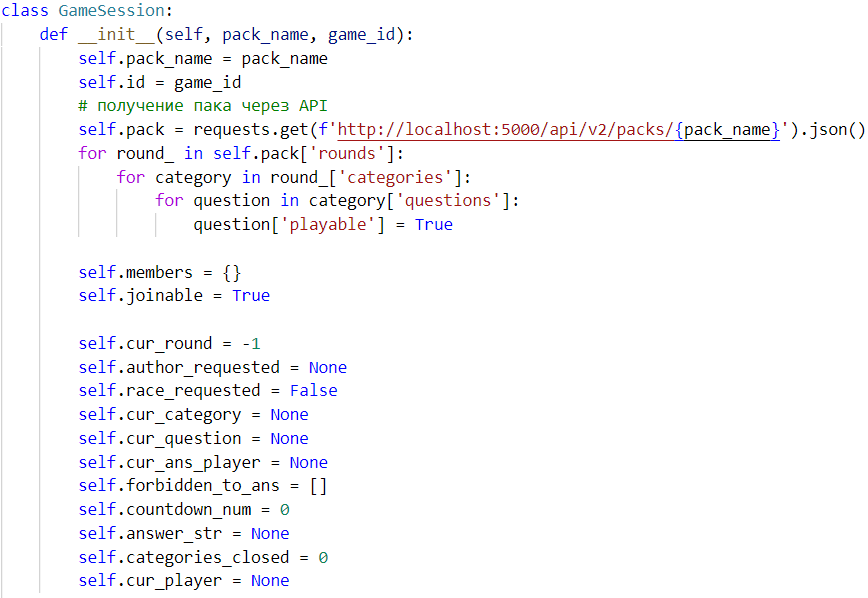 class GameSession:
    def __init__(self, pack_name, game_id):
        self.pack_name = pack_name
        self.id = game_id
        # получение пака через API
        self.pack = requests.get(f'http://localhost:5000/api/v2/packs/{pack_name}').json()
        for round_ in self.pack['rounds']:
            for category in round_['categories']:
                for question in category['questions']:
                    question['playable'] = True

        self.members = {}
        self.joinable = True

        self.cur_round = -1
        self.author_requested = None
        self.race_requested = False
        self.cur_category = None
        self.cur_question = None
        self.cur_ans_player = None
        self.forbidden_to_ans = []
        self.countdown_num = 0
        self.answer_str = None
        self.categories_closed = 0
        self.cur_player = None